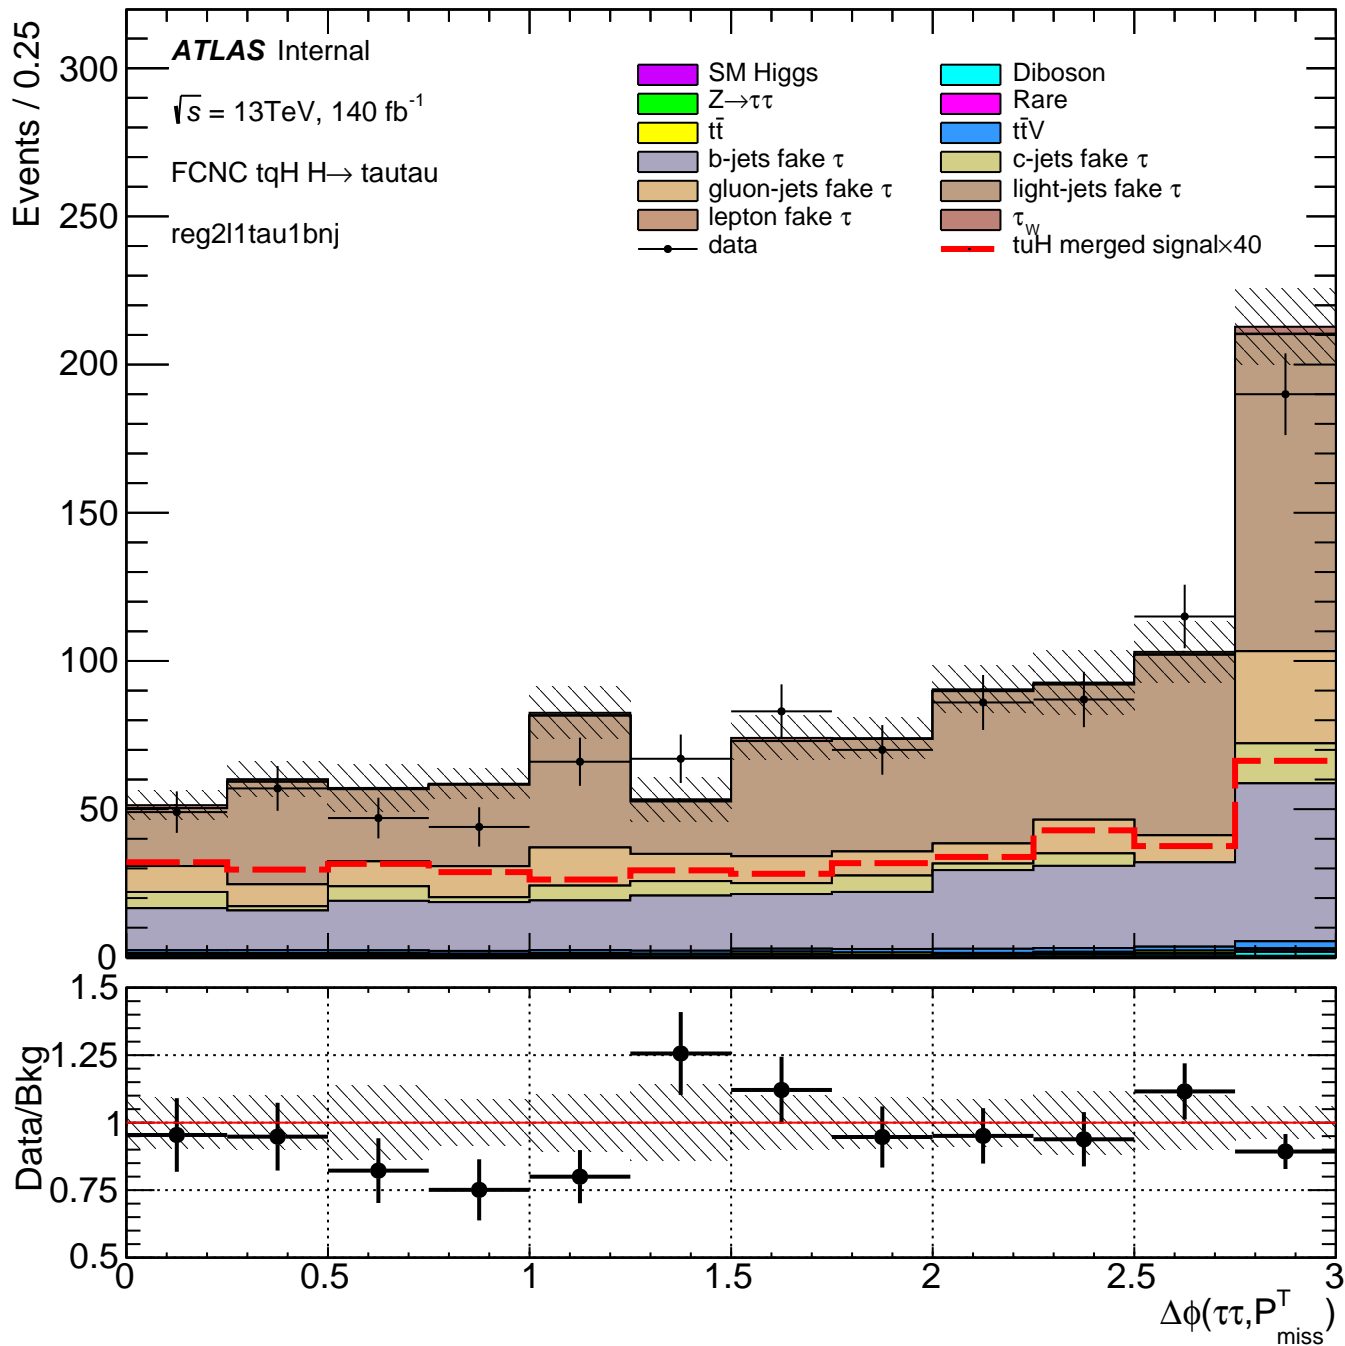 Events / 0.25
ATLAS Internal
√s = 13TeV, 140 fb⁻¹
FCNC tqH H→ tautau
reg2l1tau1bnj
SM Higgs
Diboson
Z→ττ
Rare
tt̄
tt̄V
b-jets fake τ
c-jets fake τ
gluon-jets fake τ
light-jets fake τ
lepton fake τ
τ_W
data
tuH merged signal×40
300
250
200
150
100
50
0
Data/Bkg
1.5
1.25
1
0.75
0.5
0 0.5 1 1.5 2 2.5 3
Δϕ(ττ,P^T_miss)